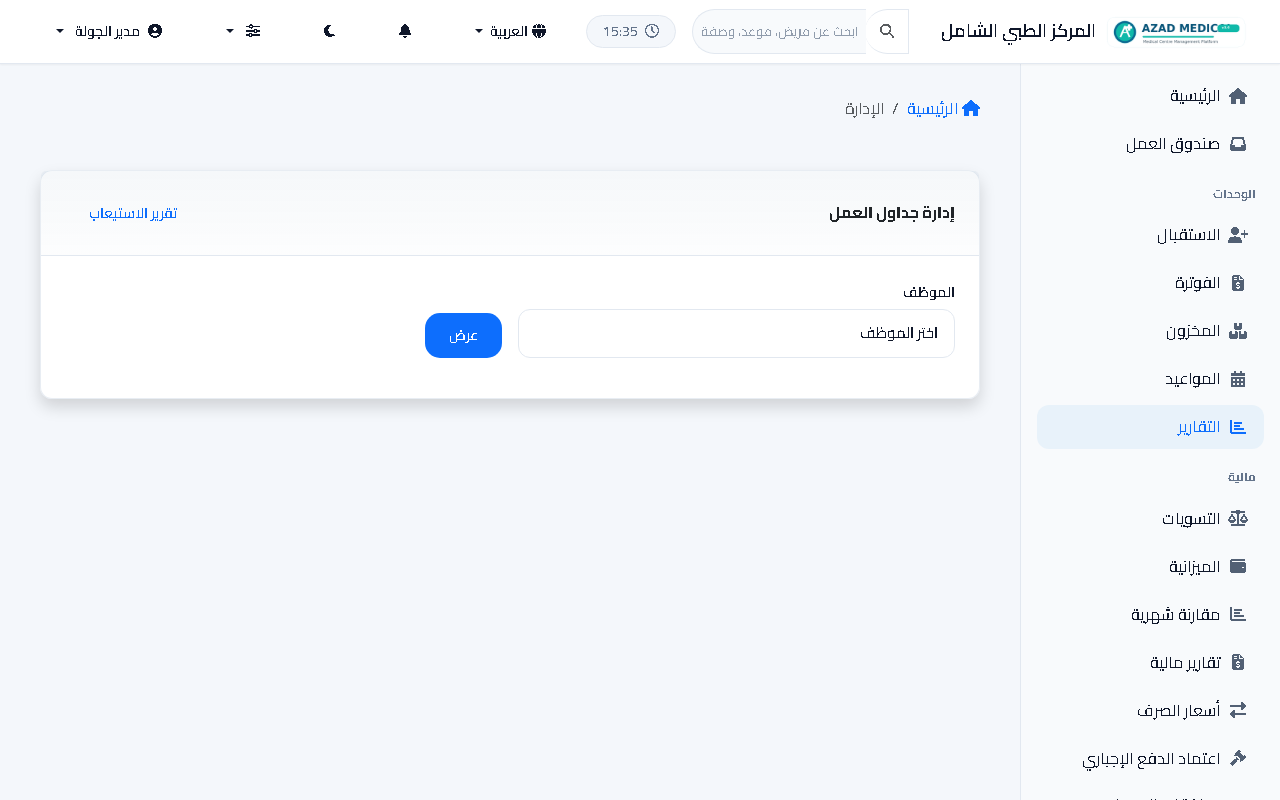 AZAD MEDIC
Medical Centre Management Platform
المركز الطبي الشامل
ابحث عن مريض، موعد، وصفة
15:35
العربية
مدير الجولة
الرئيسية
صندوق العمل
الوحدات
الاستقبال
الفوترة
المخزون
المواعيد
التقارير
مالية
التسويات
الميزانية
مقارنة شهرية
تقارير مالية
أسعار الصرف
اعتماد الدفع الإجباري
الرئيسية / الإدارة
إدارة جداول العمل
تقرير الاستيعاب
الموظف
اختر الموظف
عرض